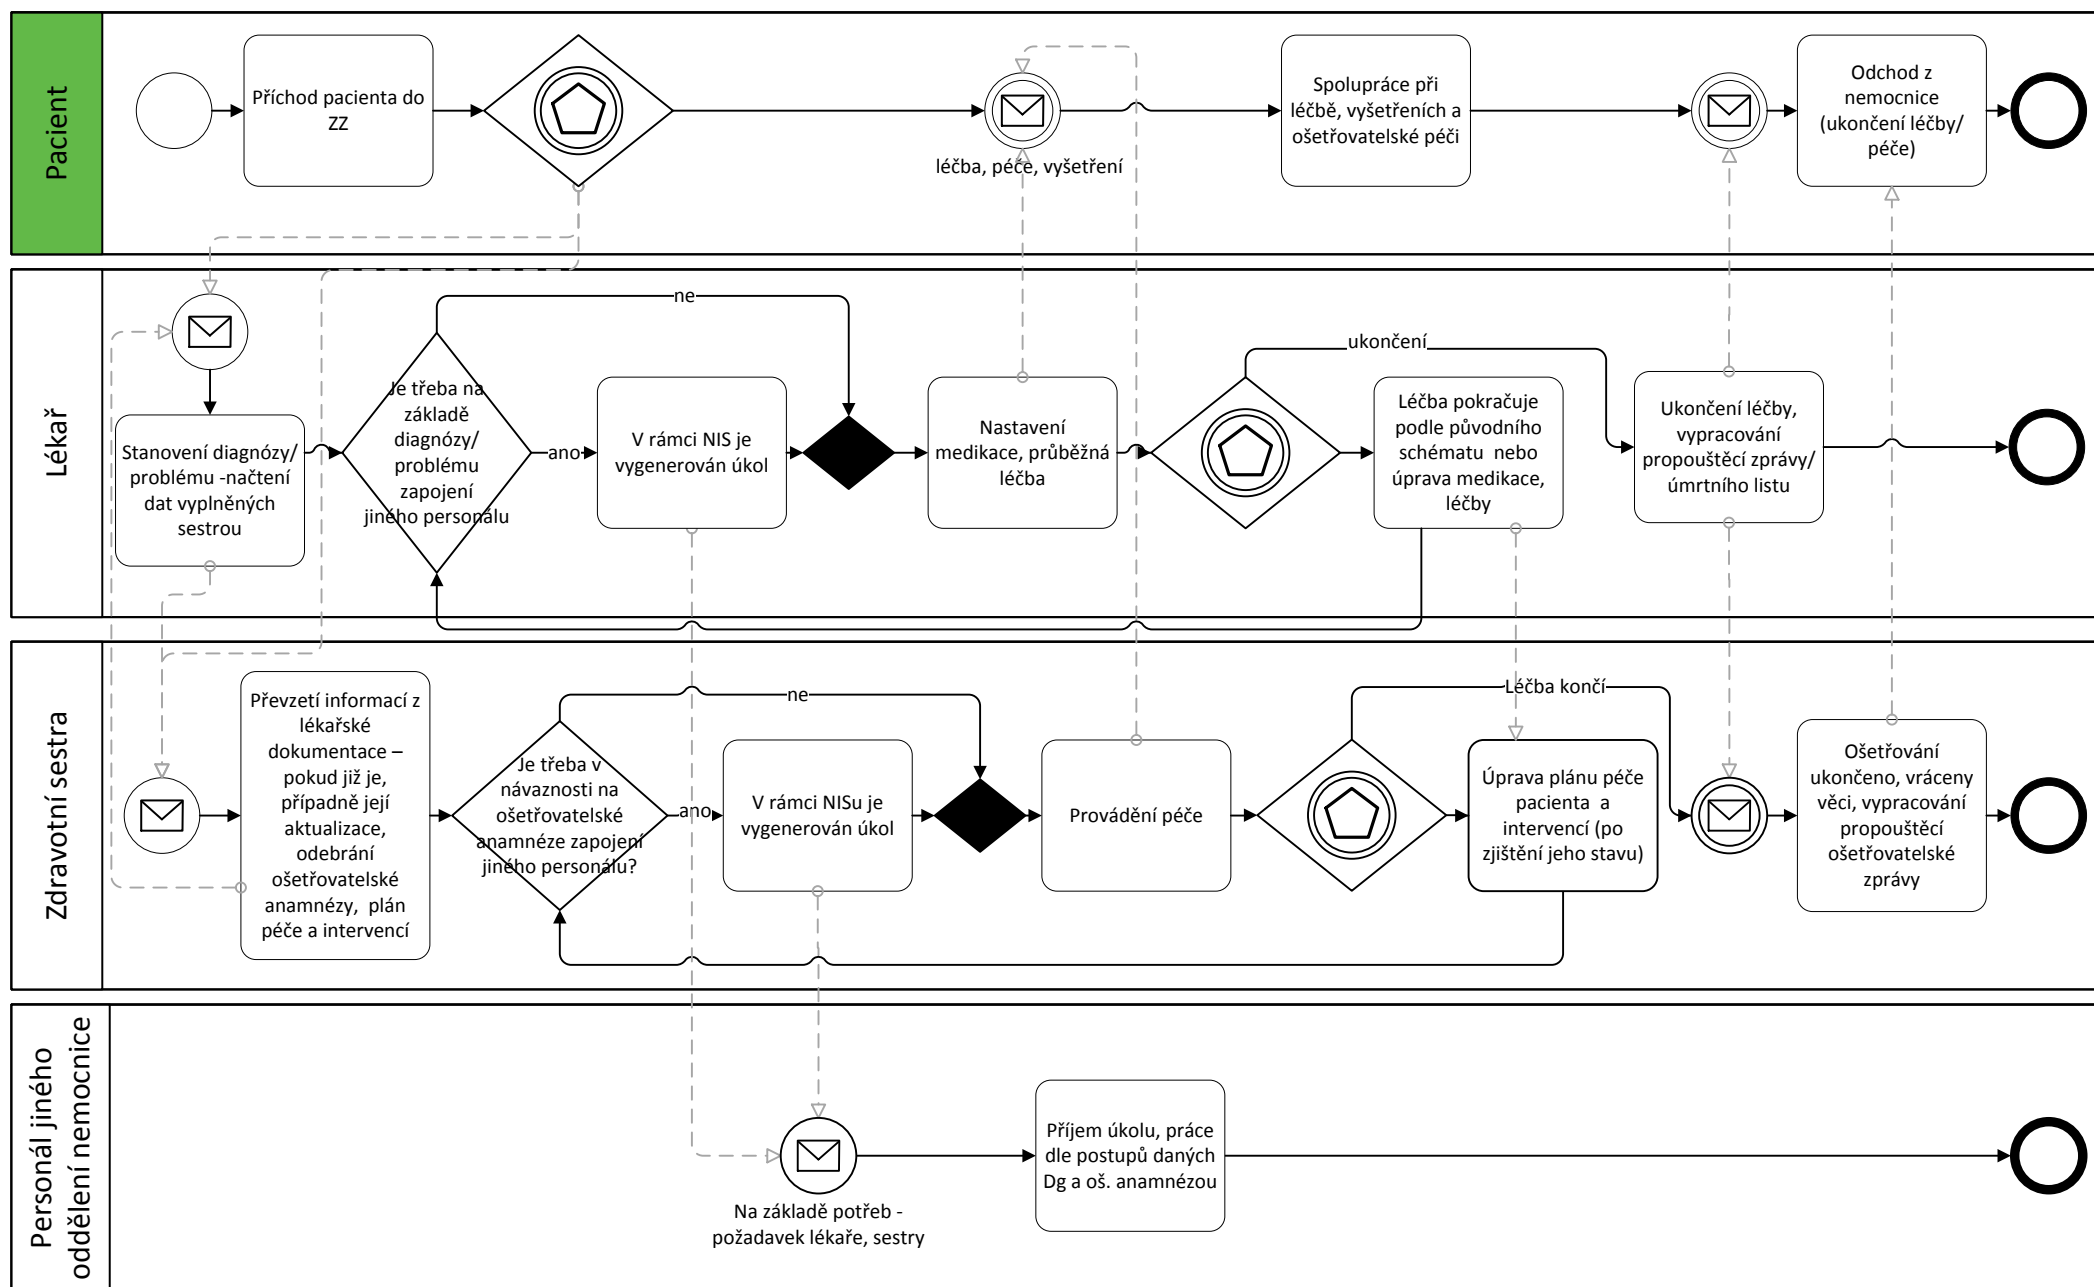 Pacient
Příchod pacienta do
ZZ
léčba, péče, vyšetření
Spolupráce při
léčbě, vyšetřeních a
ošetřovatelské péči
Odchod z
nemocnice
(ukončení léčby/
péče)
Lékař
Stanovení diagnózy/
problému -načtení
dat vyplněných
sestrou
ne
Je třeba na
základě
diagnózy/
problému
zapojení
jiného personálu
ano
V rámci NIS je
vygenerován úkol
Nastavení
medikace, průběžná
léčba
ukončení
Léčba pokračuje
podle původního
schématu  nebo
úprava medikace,
léčby
Ukončení léčby,
vypracování
propouštěcí zprávy/
úmrtního listu
Zdravotní sestra
Převzetí informací z
lékařské
dokumentace –
pokud již je,
případně její
aktualizace,
odebrání
ošetřovatelské
anamnézy,  plán
péče a intervencí
ne
Je třeba v
návaznosti na
ošetřovatelské
anamnéze zapojení
jiného personálu?
ano
V rámci NISu je
vygenerován úkol
Provádění péče
Léčba končí
Úprava plánu péče
pacienta  a
intervencí (po
zjištění jeho stavu)
Ošetřování
ukončeno, vráceny
věci, vypracování
propouštěcí
ošetřovatelské
zprávy
Personál jiného
oddělení nemocnice
Na základě potřeb -
požadavek lékaře, sestry
Příjem úkolu, práce
dle postupů daných
Dg a oš. anamnézou